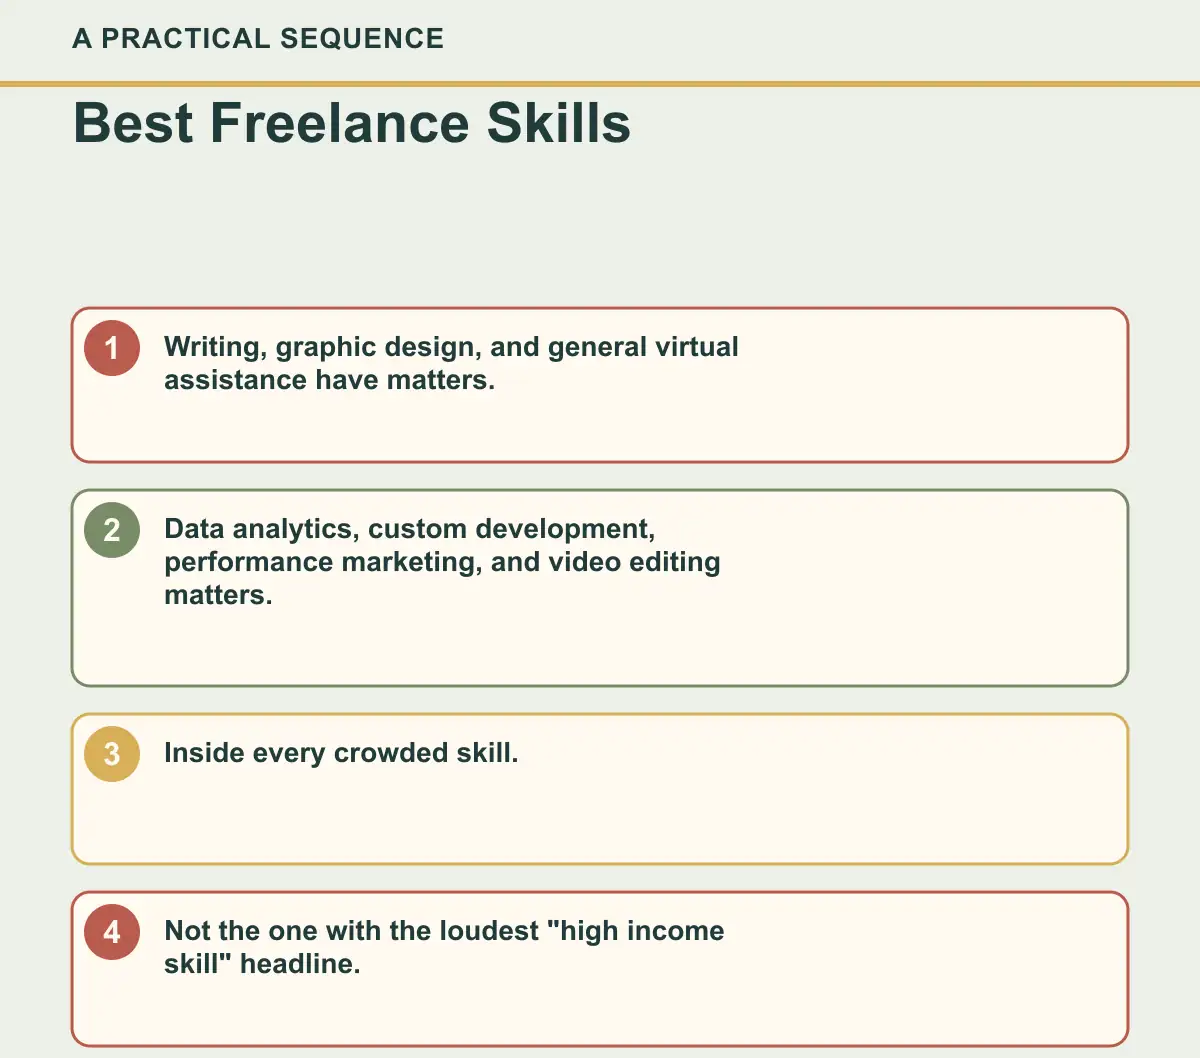 A PRACTICAL SEQUENCE
Best Freelance Skills
1
Writing, graphic design, and general virtual
assistance have matters.
2
Data analytics, custom development,
performance marketing, and video editing
matters.
3
Inside every crowded skill.
4
Not the one with the loudest "high income
skill" headline.